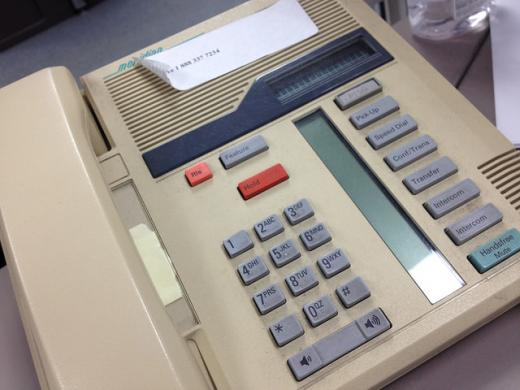 1 888 337 7234
Rls
Feature
Hold
Pick-Up
Speed Dial
Conf/Trans
Transfer
Intercom
Intercom
Handsfree
Mute
1 2ABC 3DEF
4GHI 5JKL 6MNO
7PRS 8TUV 9WXY
* 0QZ #